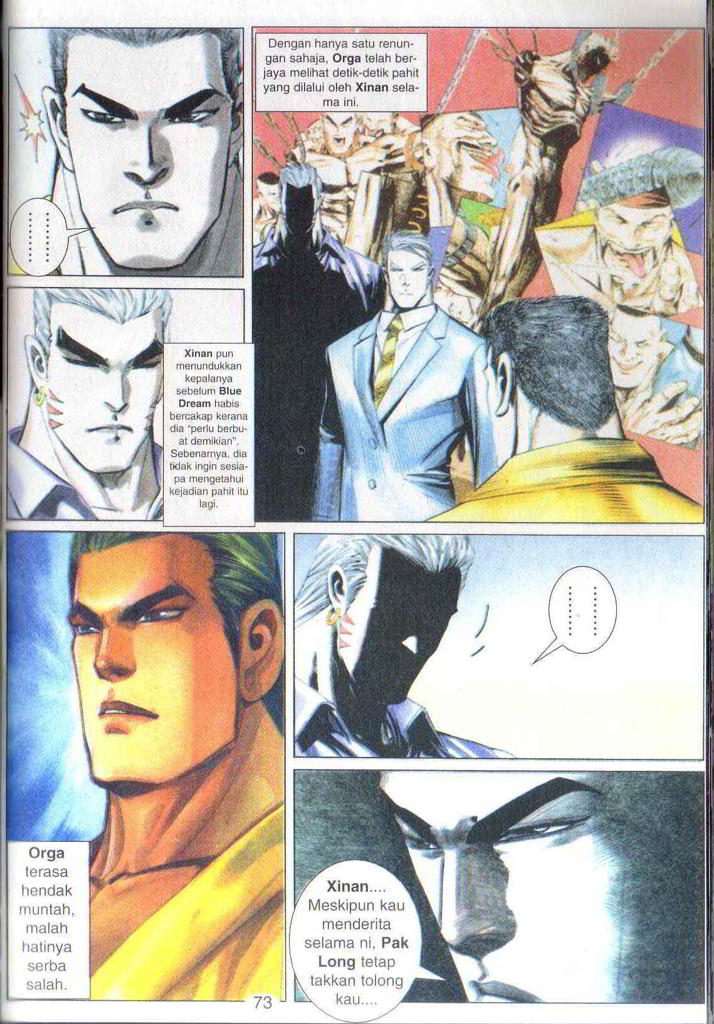 Dengan hanya satu renun-
gan sahaja, Orga telah ber-
jaya melihat detik-detik pahit
yang dilalui oleh Xinan sela-
ma ini.
Xinan pun
menundukkan
kepalanya
sebelum Blue
Dream habis
bercakap kerana
dia "perlu berbu-
at demikian".
Sebenarnya, dia
tidak ingin sesia-
pa mengetahui
kejadian pahit itu
lagi.
Orga
terasa
hendak
muntah,
malah
hatinya
serba
salah.
Xinan....
Meskipun kau
menderita
selama ni, Pak
Long tetap
takkan tolong
kau....
73